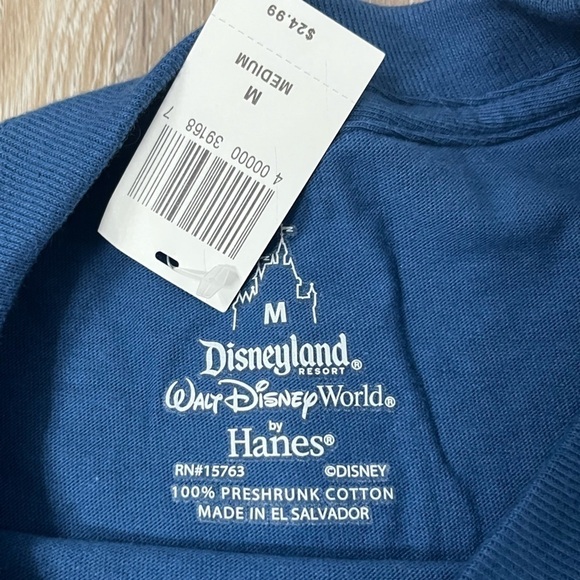 $24.99
MEDIUM
M
4 00000 39168 7
M
Disneyland®
RESORT
Walt Disney World®
by
Hanes®
RN#15763 ©DISNEY
100% PRESHRUNK COTTON
MADE IN EL SALVADOR